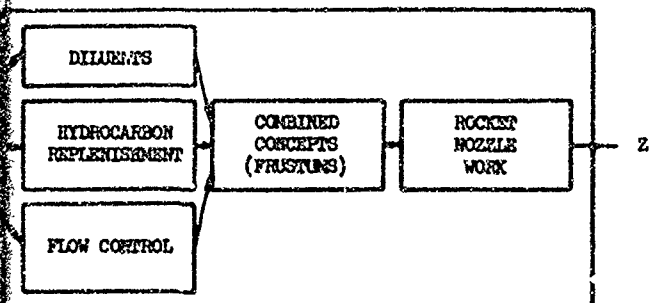 DILUENTS
HYDROCARBON
REPLENISHMENT
COMBINED
CONCEPTS
(FRUSTUMS)
ROCKET
NOZZLE
WORK
Z
FLOW CONTROL